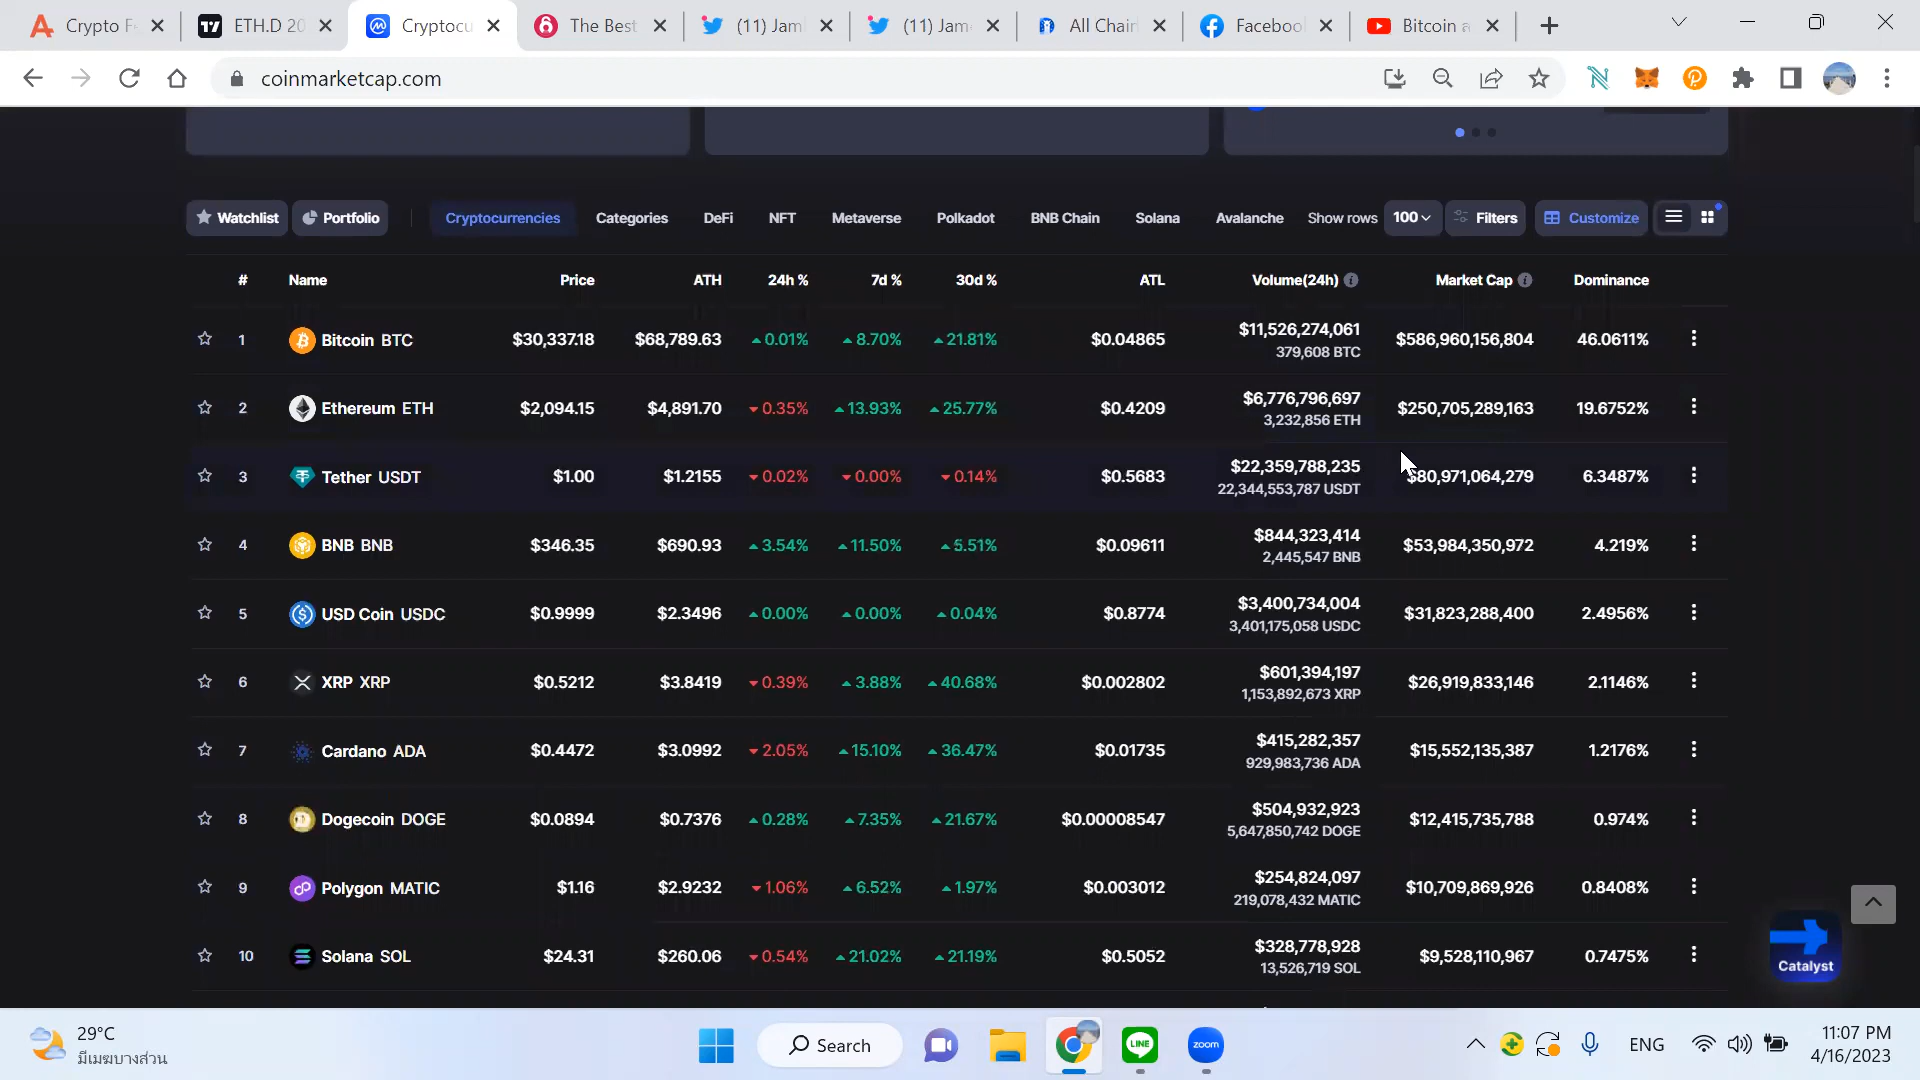 Crypto F
ETH.D 20
Cryptocu
The Best
(11) Jam
(11) Jam
All Chain
Facebook
Bitcoin a
coinmarketcap.com
Watchlist
Portfolio
Cryptocurrencies
Categories
DeFi
NFT
Metaverse
Polkadot
BNB Chain
Solana
Avalanche
Show rows
100
Filters
Customize
# Name Price ATH 24h % 7d % 30d % ATL Volume(24h) Market Cap Dominance
1 Bitcoin BTC $30,337.18 $68,789.63 0.01% 8.70% 21.81% $0.04865 $11,526,274,061 $586,960,156,804 46.0611%
379,608 BTC
2 Ethereum ETH $2,094.15 $4,891.70 0.35% 13.93% 25.77% $0.4209 $6,776,796,697 $250,705,289,163 19.6752%
3,232,856 ETH
3 Tether USDT $1.00 $1.2155 0.02% 0.00% 0.14% $0.5683 $22,359,788,235 $80,971,064,279 6.3487%
22,344,553,787 USDT
4 BNB BNB $346.35 $690.93 3.54% 11.50% 5.51% $0.09611 $844,323,414 $53,984,350,972 4.219%
2,445,547 BNB
5 USD Coin USDC $0.9999 $2.3496 0.00% 0.00% 0.04% $0.8774 $3,400,734,004 $31,823,288,400 2.4956%
3,401,175,058 USDC
6 XRP XRP $0.5212 $3.8419 0.39% 3.88% 40.68% $0.002802 $601,394,197 $26,919,833,146 2.1146%
1,153,892,673 XRP
7 Cardano ADA $0.4472 $3.0992 2.05% 15.10% 36.47% $0.01735 $415,282,357 $15,552,135,387 1.2176%
929,983,736 ADA
8 Dogecoin DOGE $0.0894 $0.7376 0.28% 7.35% 21.67% $0.00008547 $504,932,923 $12,415,735,788 0.974%
5,647,850,742 DOGE
9 Polygon MATIC $1.16 $2.9232 1.06% 6.52% 1.97% $0.003012 $254,824,097 $10,709,869,926 0.8408%
219,078,432 MATIC
10 Solana SOL $24.31 $260.06 0.54% 21.02% 21.19% $0.5052 $328,778,928 $9,528,110,967 0.7475%
13,526,719 SOL
Catalyst
29°C
มีเมฆบางส่วน
Search
LINE
zoom
ENG
11:07 PM
4/16/2023